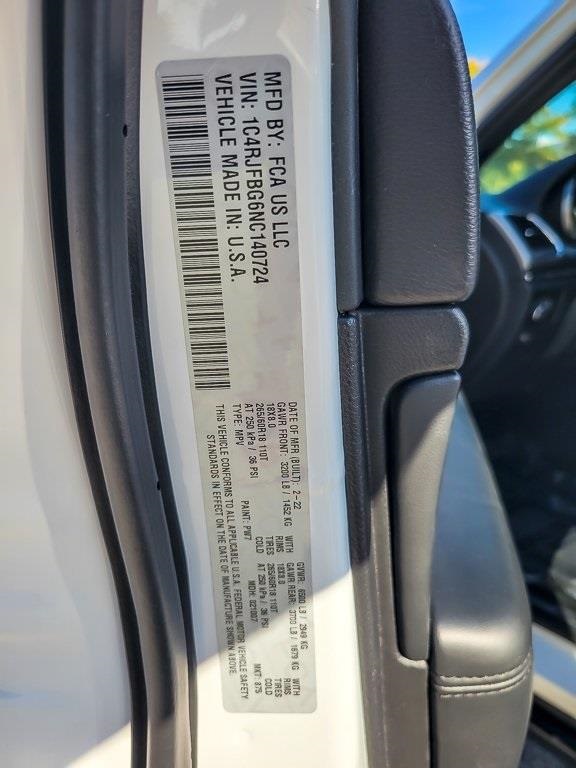 MFD BY: FCA US LLC
VIN: 1C4RJFBG6NC140724
VEHICLE MADE IN: U.S.A.
DATE OF MFR (BUILT): 2-22 GVWR: 6500 LB / 2949 KG
GAWR FRONT: 3200 LB / 1452 KG WITH GAWR REAR: 3700 LB / 1679 KG WITH
18X8.0 RIMS 18X8.0 RIMS
265/60R18 110T TIRES 265/60R18 110T TIRES
AT 250 kPa / 36 PSI COLD AT 250 kPa / 36 PSI COLD
TYPE: MPV PAINT: PW7 MDH: 021007 MKT: 875
THIS VEHICLE CONFORMS TO ALL APPLICABLE U.S.A. FEDERAL MOTOR VEHICLE SAFETY
STANDARDS IN EFFECT ON THE DATE OF MANUFACTURE SHOWN ABOVE.